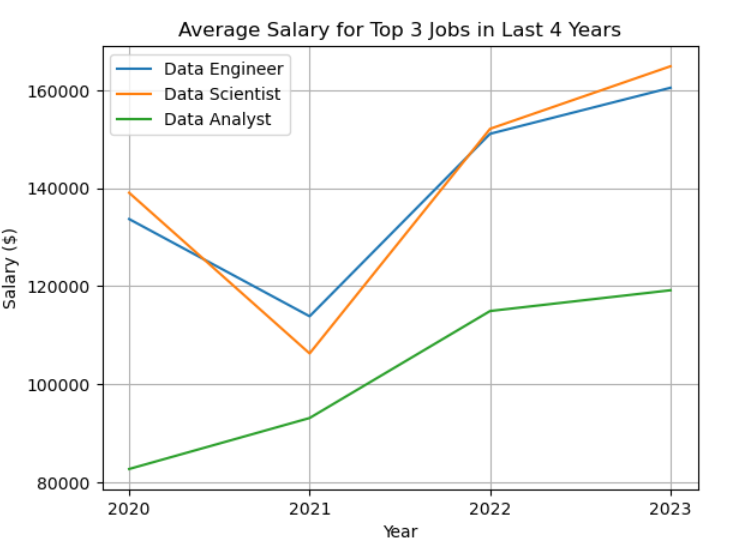 Average Salary for Top 3 Jobs in Last 4 Years
Data Engineer
Data Scientist
Data Analyst
Salary ($)
160000
140000
120000
100000
80000
2020 2021 2022 2023
Year